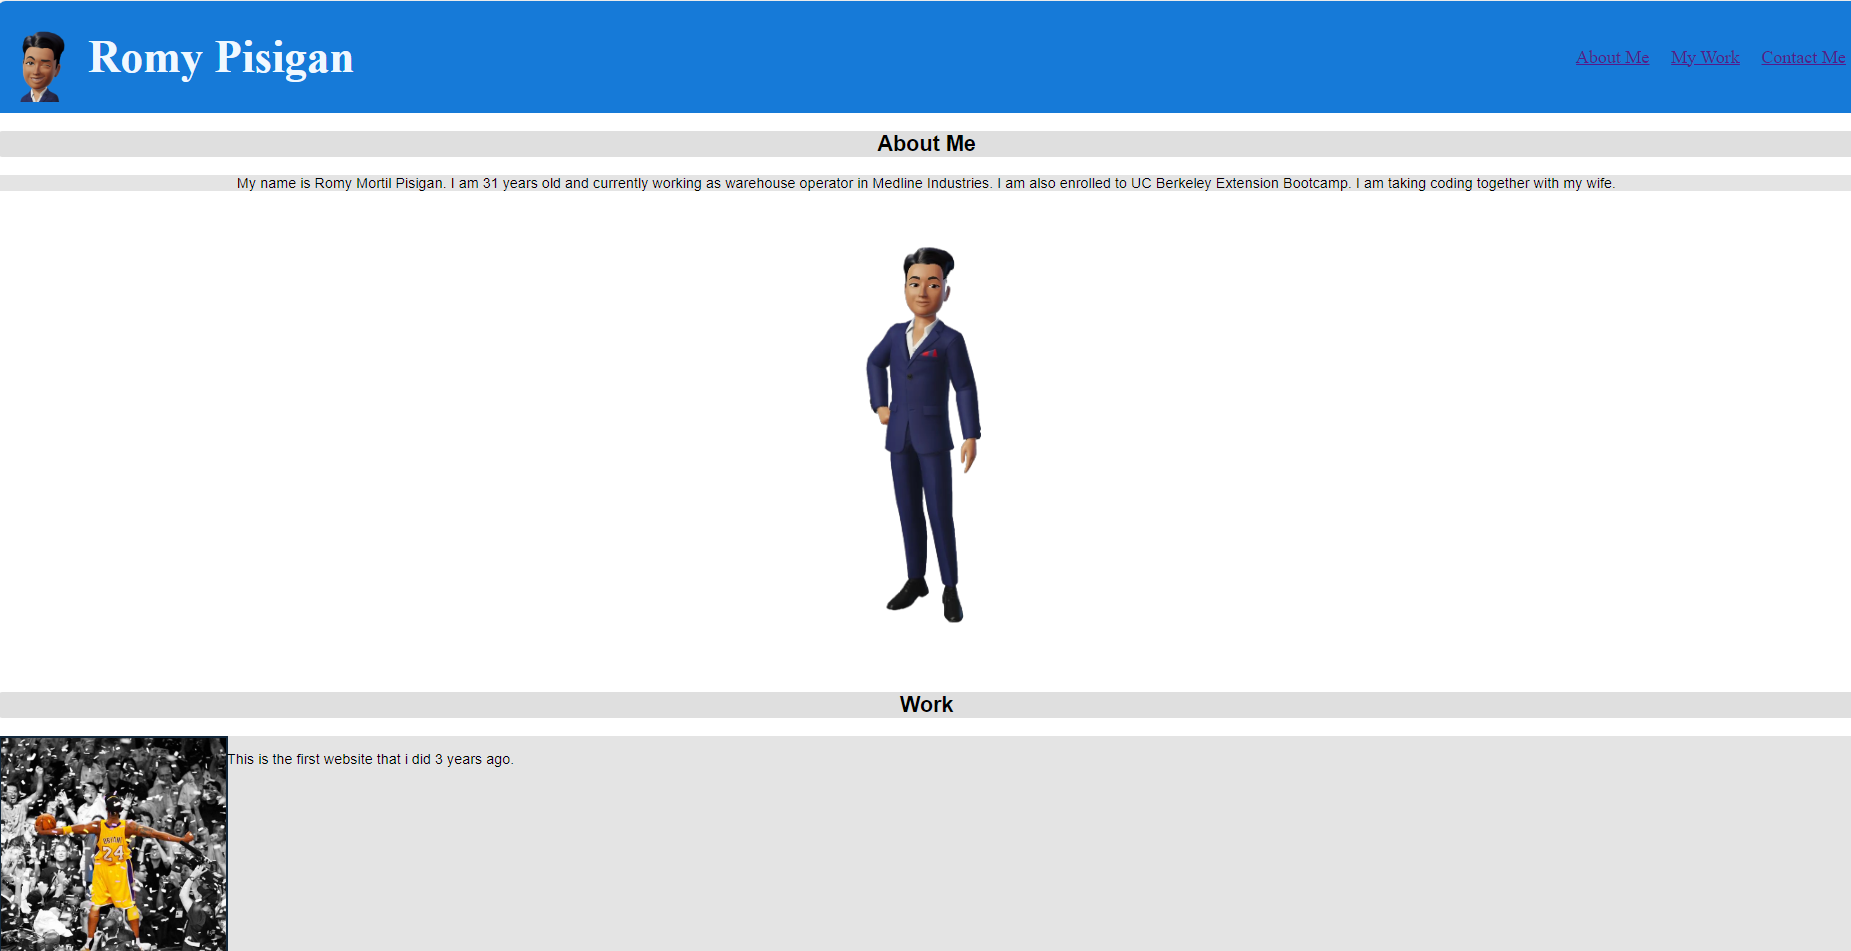 Romy Pisigan
About Me My Work Contact Me
About Me
My name is Romy Mortil Pisigan. I am 31 years old and currently working as warehouse operator in Medline Industries. I am also enrolled to UC Berkeley Extension Bootcamp. I am taking coding together with my wife.
Work
This is the first website that i did 3 years ago.
BRYANT
24